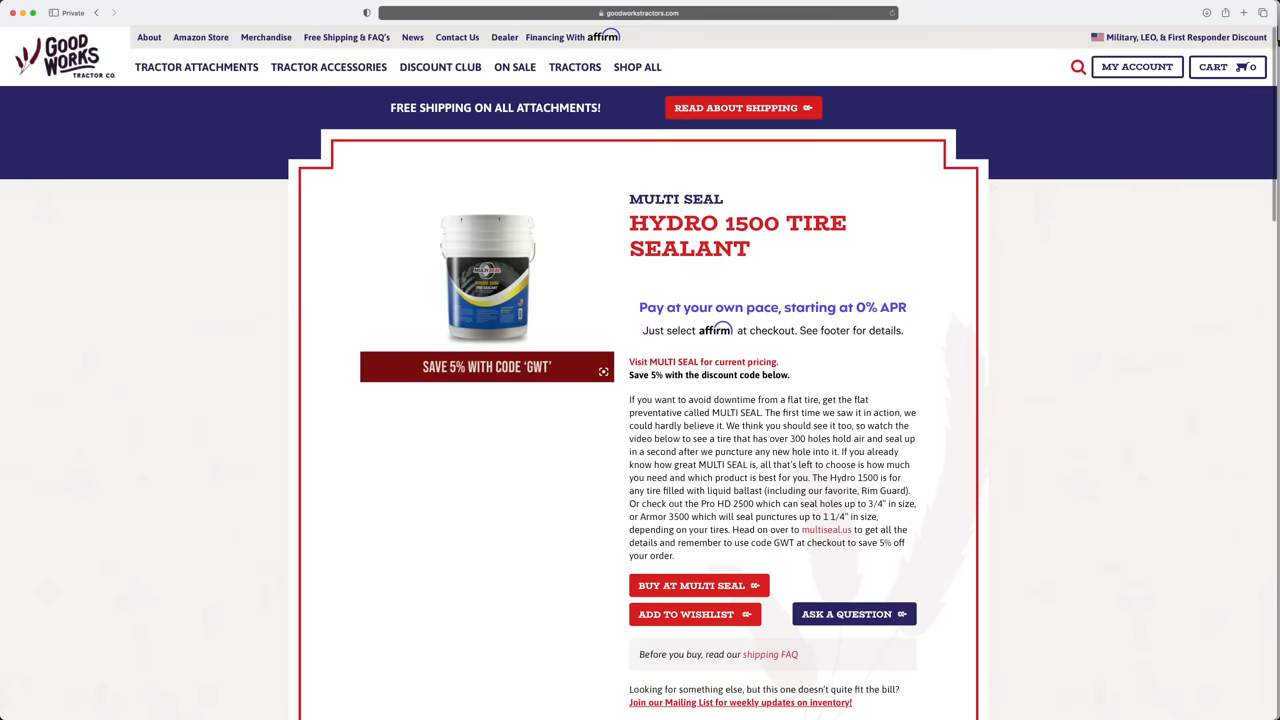 Private
goodworkstractors.com
GOOD
WORKS
TRACTOR CO.
About Amazon Store Merchandise Free Shipping & FAQ's News Contact Us Dealer Financing With affirm
Military, LEO, & First Responder Discount
TRACTOR ATTACHMENTS TRACTOR ACCESSORIES DISCOUNT CLUB ON SALE TRACTORS SHOP ALL
MY ACCOUNT CART 0
FREE SHIPPING ON ALL ATTACHMENTS! READ ABOUT SHIPPING
MULTI SEAL
HYDRO 1500 TIRE
SEALANT
MULTI SEAL
SAVE 5% WITH CODE ‘GWT’
Pay at your own pace, starting at 0% APR
Just select affirm at checkout. See footer for details.
Visit MULTI SEAL for current pricing.
Save 5% with the discount code below.
If you want to avoid downtime from a flat tire, get the flat
preventative called MULTI SEAL. The first time we saw it in action, we
could hardly believe it. We think you should see it too, so watch the
video below to see a tire that has over 300 holes hold air and seal up
in a second after we puncture any new hole into it. If you already
know how great MULTI SEAL is, all that’s left to choose is how much
you need and which product is best for you. The Hydro 1500 is for
any tire filled with liquid ballast (including our favorite, Rim Guard).
Or check out the Pro HD 2500 which can seal holes up to 3/4″ in size,
or Armor 3500 which will seal punctures up to 1 1/4″ in size,
depending on your tires. Head on over to multiseal.us to get all the
details and remember to use code GWT at checkout to save 5% off
your order.
BUY AT MULTI SEAL
ADD TO WISHLIST ASK A QUESTION
Before you buy, read our shipping FAQ
Looking for something else, but this one doesn’t quite fit the bill?
Join our Mailing List for weekly updates on inventory!